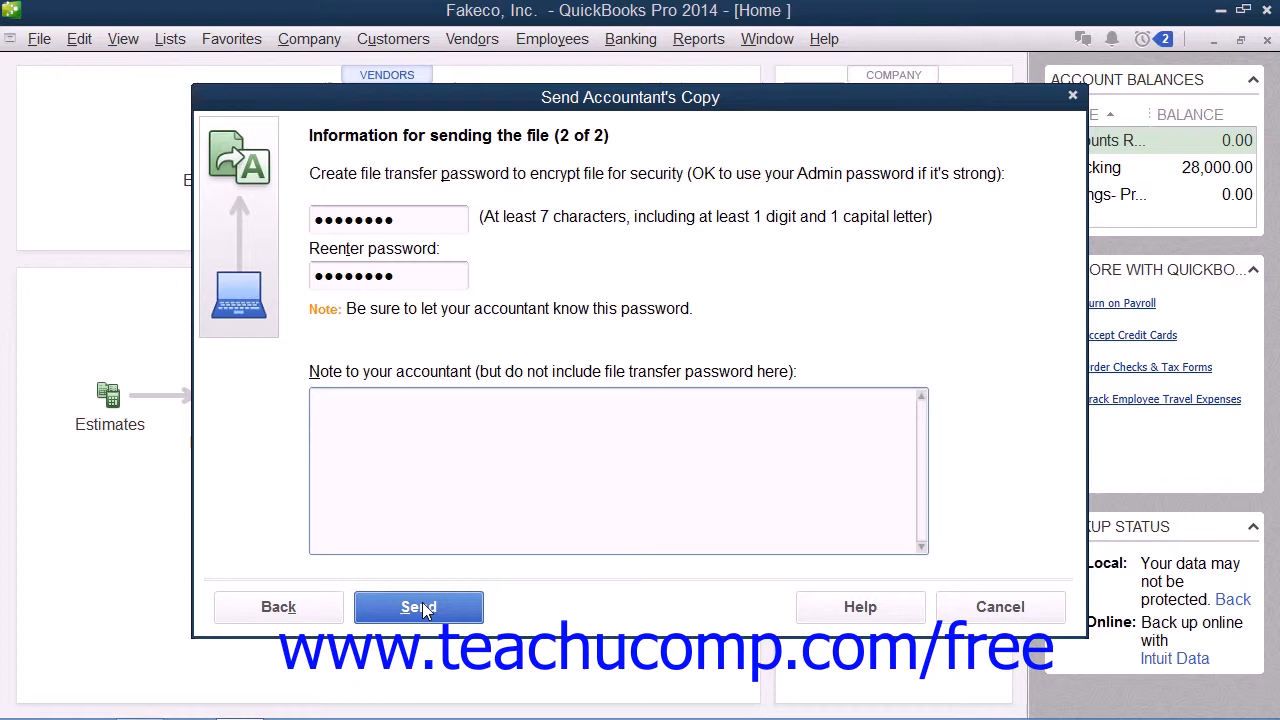 Fakeco, Inc. - QuickBooks Pro 2014 - [Home ]
File Edit View Lists Favorites Company Customers Vendors Employees Banking Reports Window Help 2
VENDORS
COMPANY
Send Accountant's Copy
Information for sending the file (2 of 2)
Create file transfer password to encrypt file for security (OK to use your Admin password if it's strong):
(At least 7 characters, including at least 1 digit and 1 capital letter)
Reenter password:
Note: Be sure to let your accountant know this password.
Note to your accountant (but do not include file transfer password here):
Back Send Help Cancel
Estimates
ACCOUNT BALANCES
BALANCE
R... 0.00
28,000.00
Pr... 0.00
WITH QUICKBO...
on Payroll
Credit Cards
Checks & Tax Forms
Employee Travel Expenses
STATUS
Local: Your data may
not be
protected. Back
Online: Back up online
with
Intuit Data
www.teachucomp.com/free